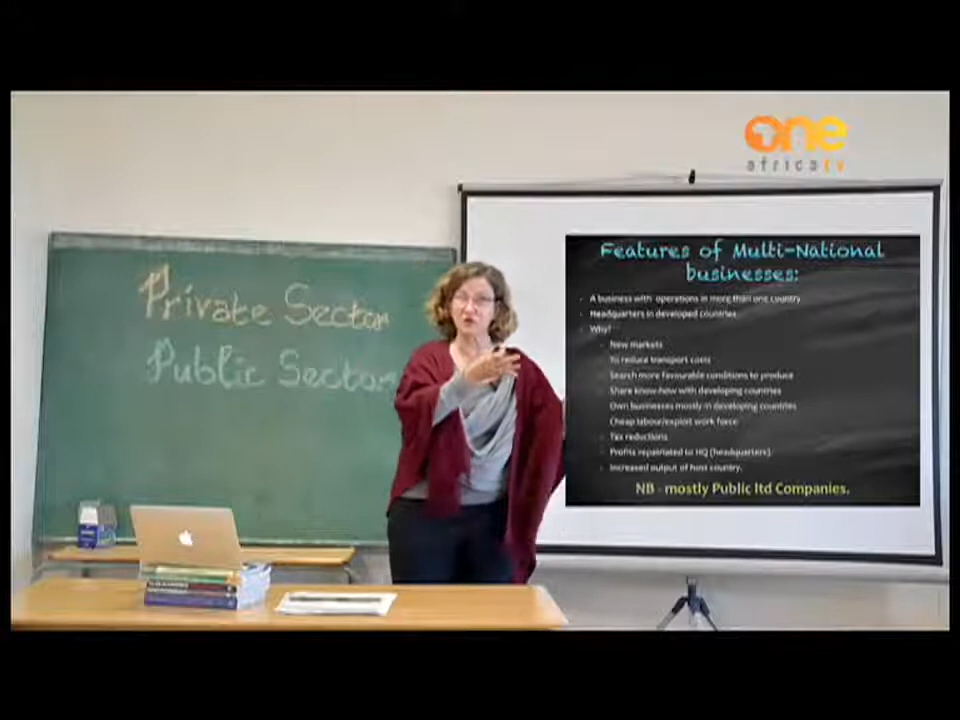 one
africa tv
Private Sector
Public Sector
Features of Multi-National
businesses:
A business with operations in more than one country
Headquarters in developed countries
Why?
New markets
To reduce transport costs
Search more favourable conditions to produce
Share know-how with developing countries
Own businesses mostly in developing countries
Cheap labour/exploit work force
Tax reductions
Profits repatriated to HQ (headquarters).
Increased output of host country.
NB - mostly Public ltd Companies.